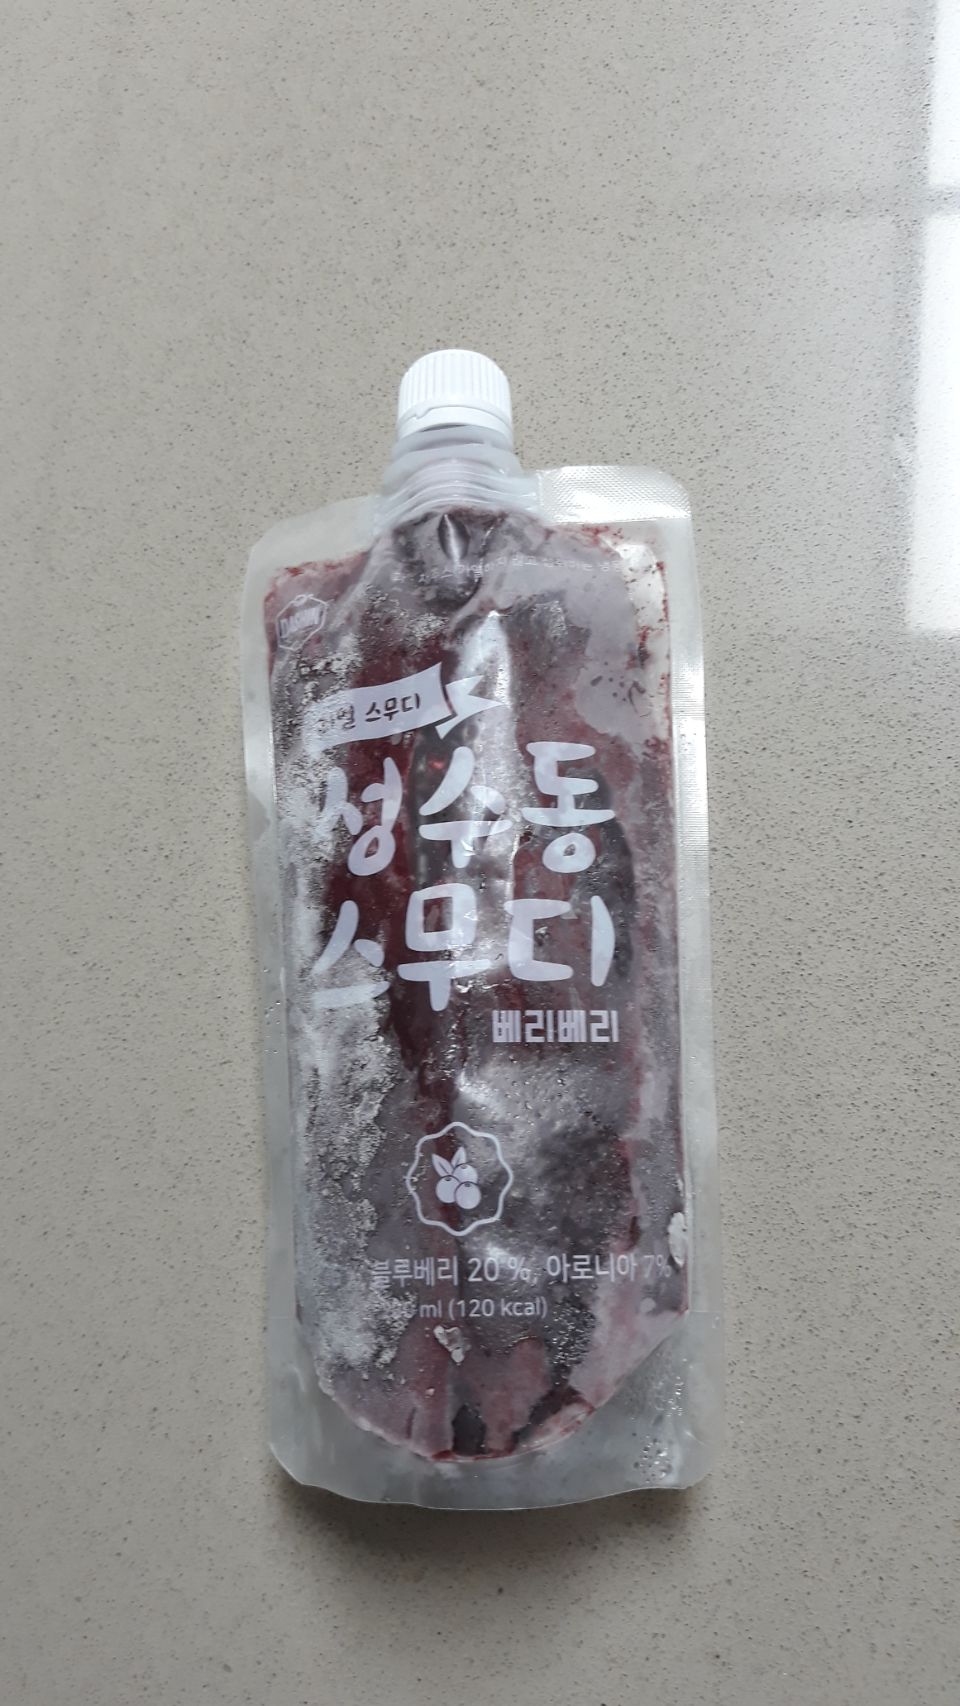 스무디
성수동
스무디
베리베리
블루베리 20 %, 아로니아 7%
ml (120 kcal)